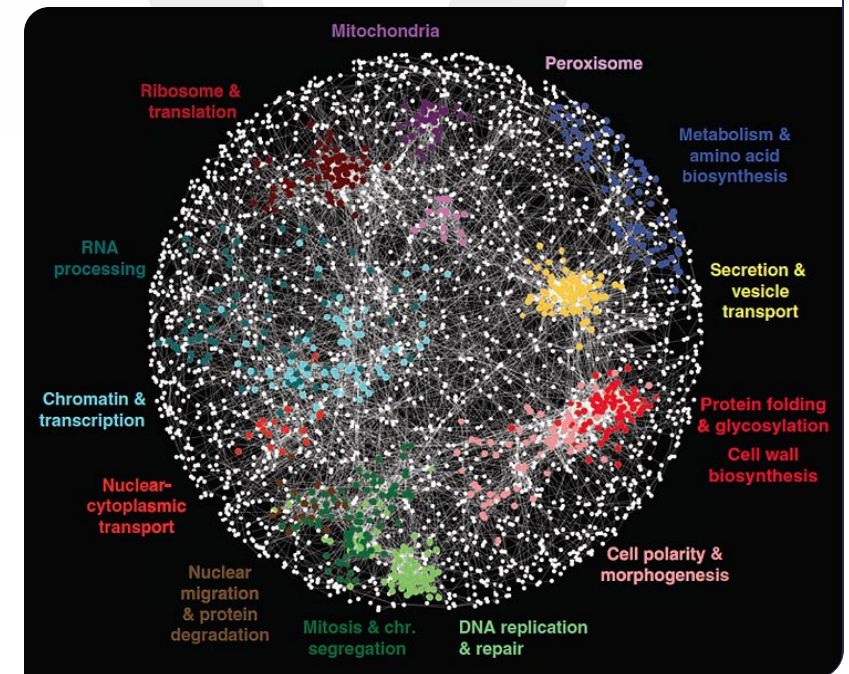 Mitochondria
Peroxisome
Ribosome &
translation
Metabolism &
amino acid
biosynthesis
RNA
processing
Secretion &
vesicle
transport
Chromatin &
transcription
Protein folding
& glycosylation
Cell wall
biosynthesis
Nuclear-
cytoplasmic
transport
Cell polarity &
morphogenesis
Nuclear
migration
& protein
degradation
Mitosis & chr.
segregation
DNA replication
& repair